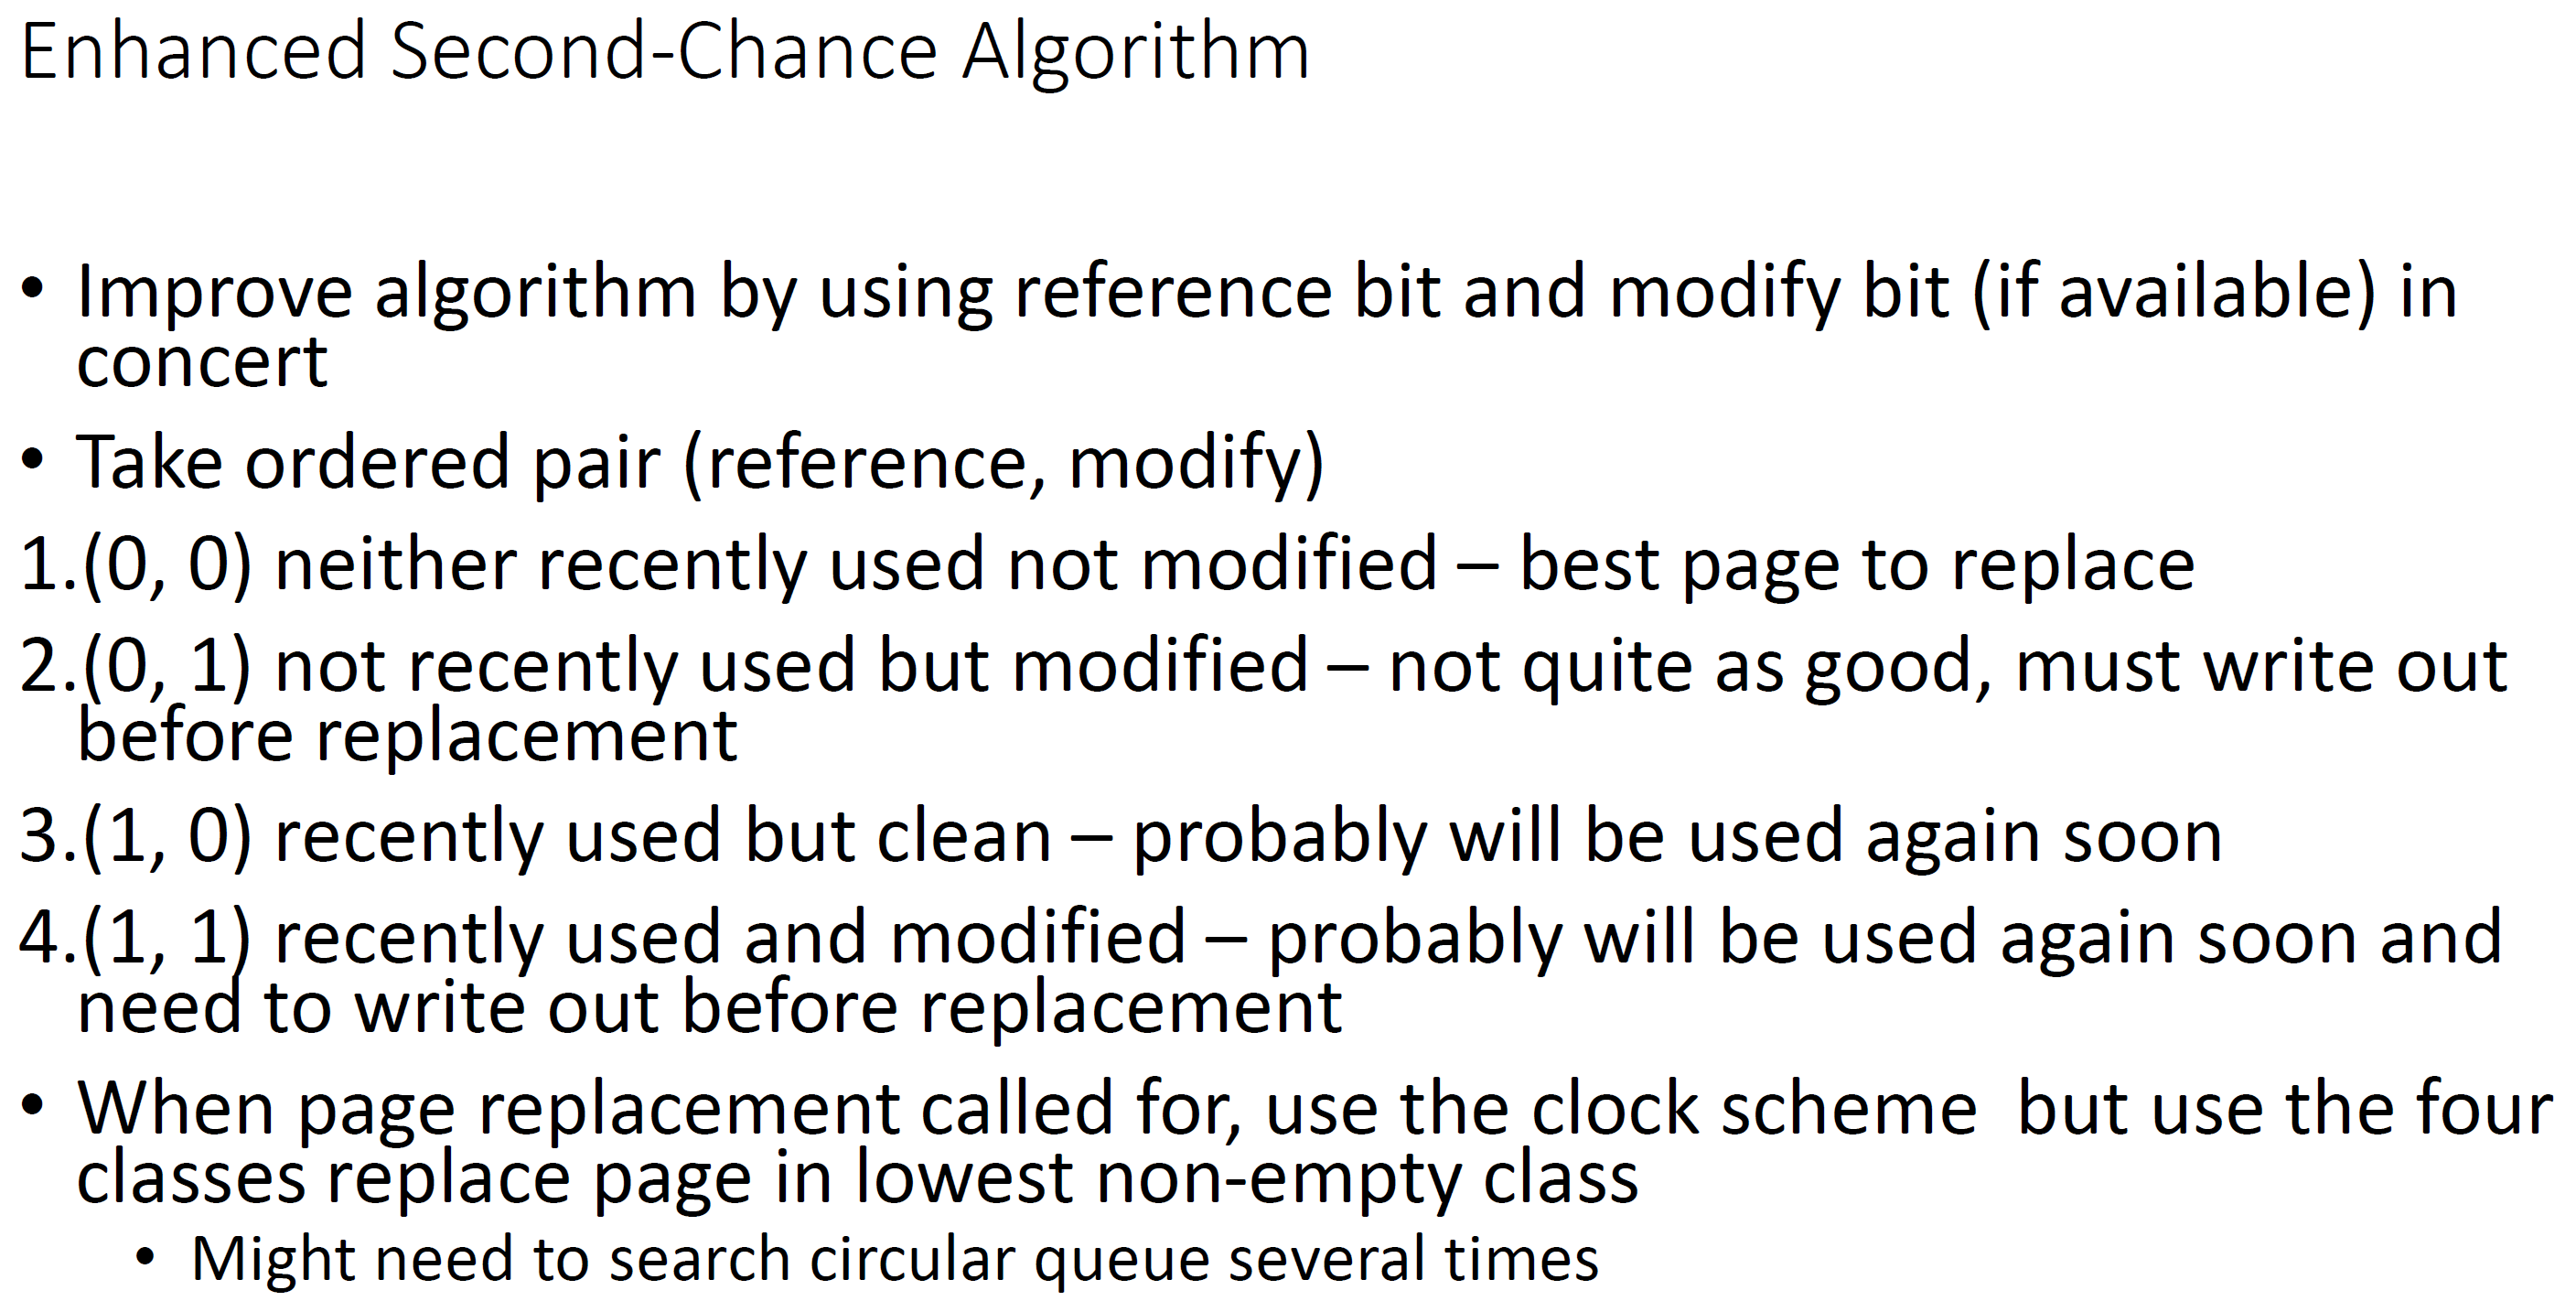 Enhanced Second-Chance Algorithm
• Improve algorithm by using reference bit and modify bit (if available) in
concert
• Take ordered pair (reference, modify)
1.(0, 0) neither recently used not modified – best page to replace
2.(0, 1) not recently used but modified – not quite as good, must write out
before replacement
3.(1, 0) recently used but clean – probably will be used again soon
4.(1, 1) recently used and modified – probably will be used again soon and
need to write out before replacement
• When page replacement called for, use the clock scheme  but use the four
classes replace page in lowest non-empty class
• Might need to search circular queue several times